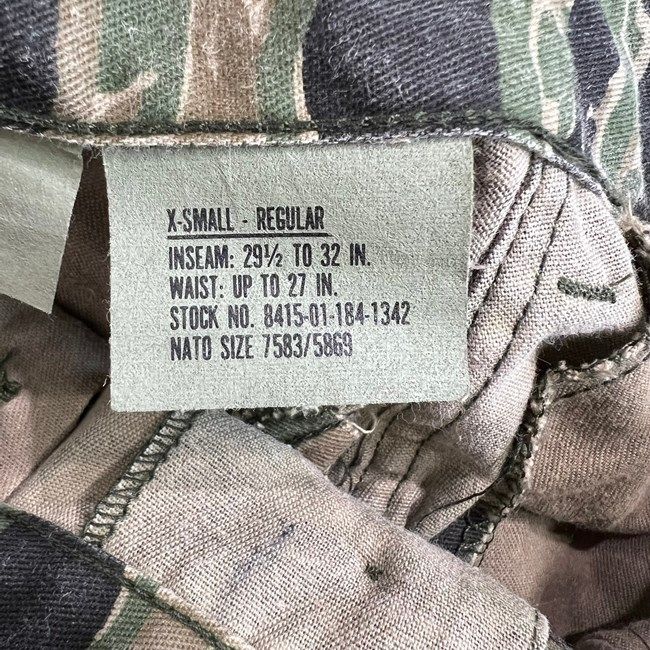 X-SMALL - REGULAR
INSEAM: 29½ TO 32 IN.
WAIST: UP TO 27 IN.
STOCK NO. 8415-01-184-1342
NATO SIZE 7583/5869